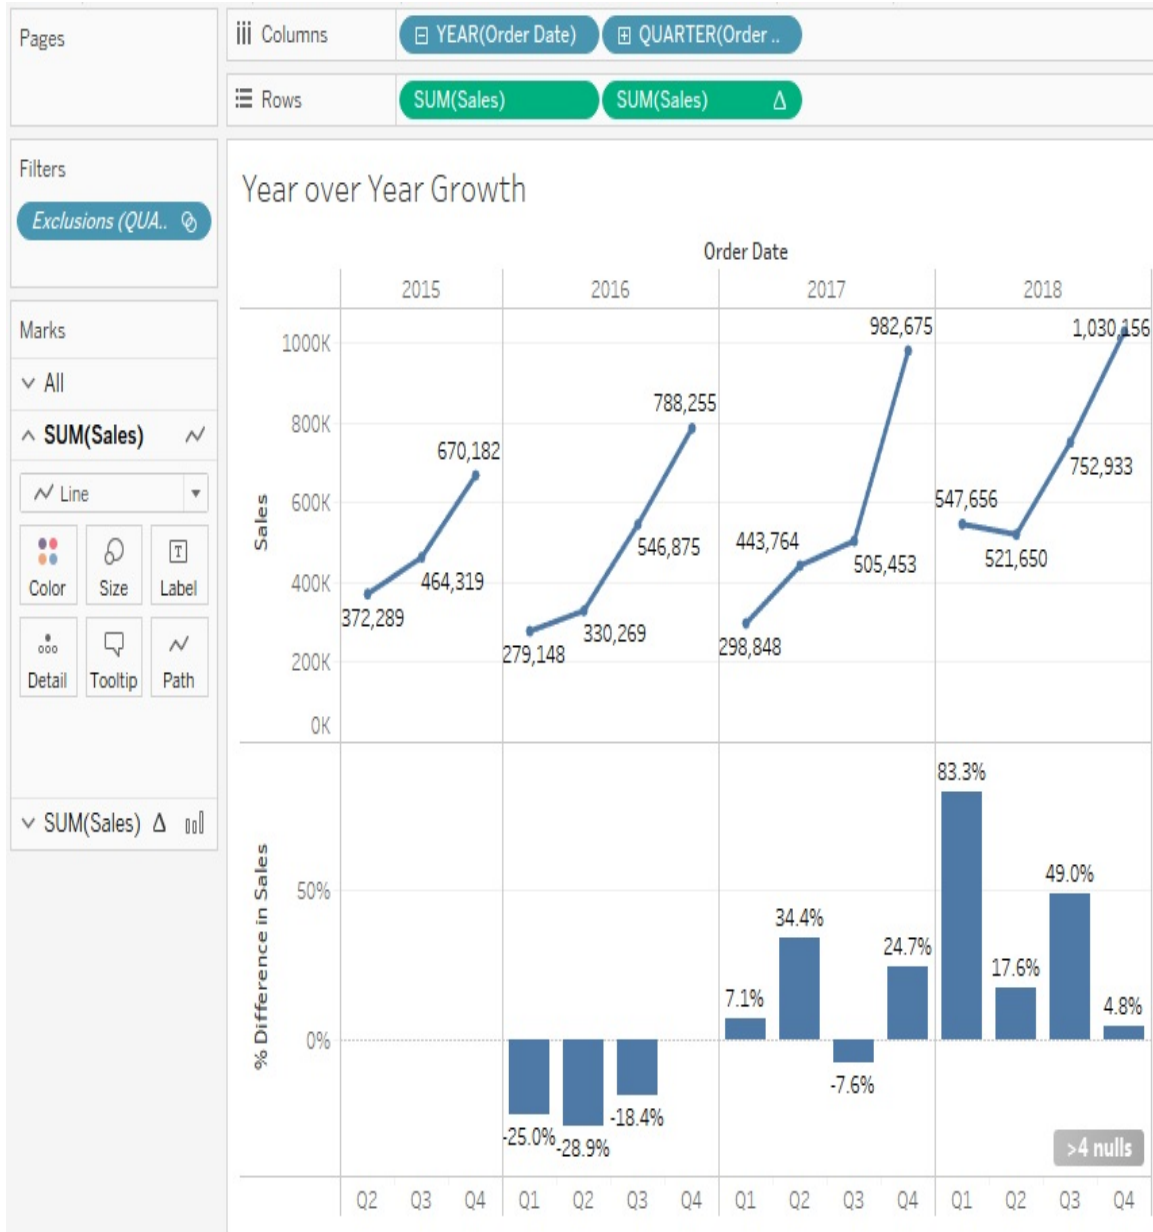 Pages
Columns
YEAR(Order Date)
QUARTER(Order ..
Rows
SUM(Sales)
SUM(Sales) Δ
Filters
Exclusions (QUA..
Marks
All
SUM(Sales)
Line
Color
Size
Label
Detail
Tooltip
Path
SUM(Sales) Δ
Year over Year Growth
Order Date
2015
2016
2017
2018
Sales
1000K
800K
600K
400K
200K
0K
372,289
464,319
670,182
279,148
330,269
546,875
788,255
298,848
443,764
505,453
982,675
547,656
521,650
752,933
1,030,156
% Difference in Sales
50%
0%
-25.0%
-28.9%
-18.4%
7.1%
34.4%
-7.6%
24.7%
83.3%
17.6%
49.0%
4.8%
>4 nulls
Q2 Q3 Q4 Q1 Q2 Q3 Q4 Q1 Q2 Q3 Q4 Q1 Q2 Q3 Q4